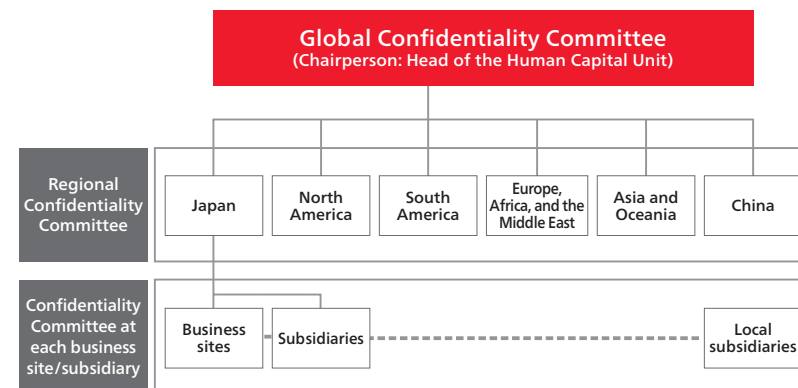 Global Confidentiality Committee
(Chairperson: Head of the Human Capital Unit)
Regional
Confidentiality
Committee
Japan
North
America
South
America
Europe,
Africa, and the
Middle East
Asia and
Oceania
China
Confidentiality
Committee at
each business
site/subsidiary
Business
sites
Subsidiaries
Local
subsidiaries